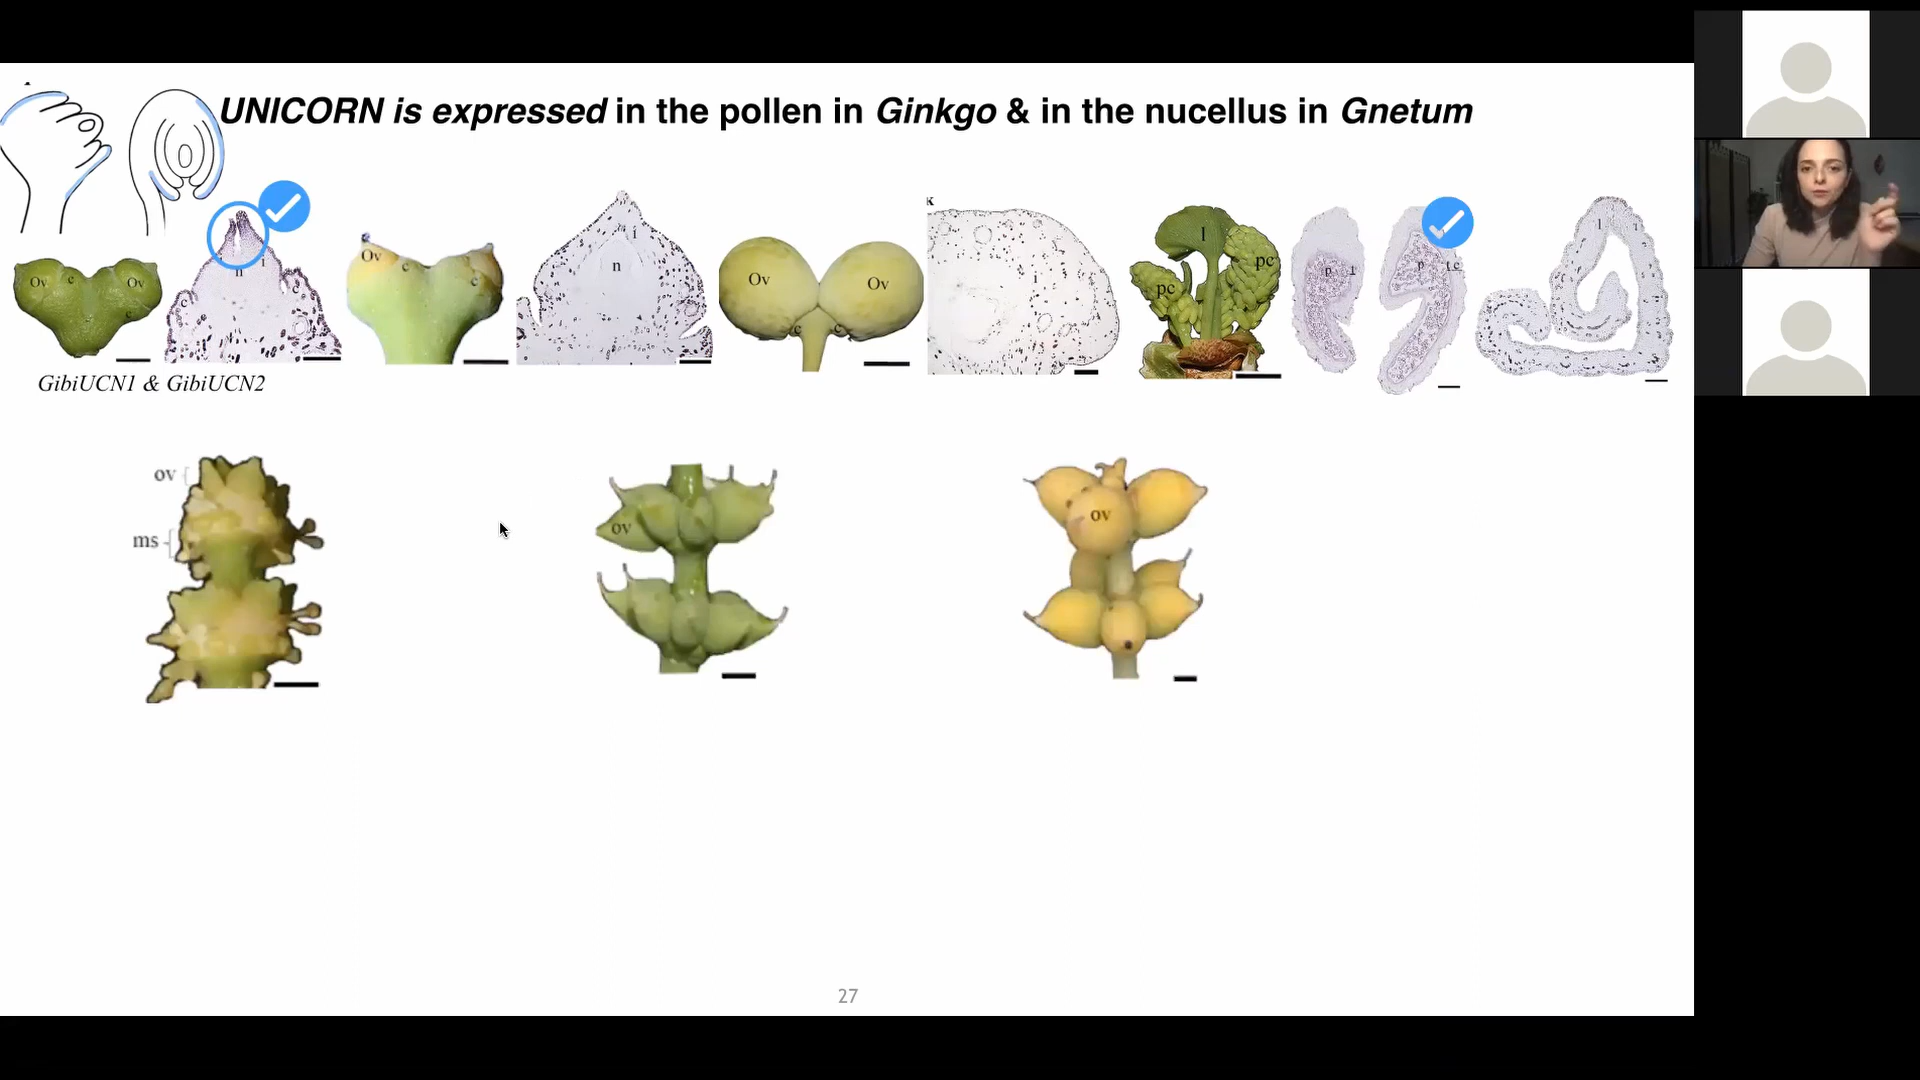 UNICORN is expressed in the pollen in Ginkgo & in the nucellus in Gnetum
k
Ov c Ov
c
c i n c
Ov c c
i n
Ov Ov
c c
i
l pc pc
p
p
l
GibiUCN1 & GibiUCN2
ov
ms
ov
ov
27